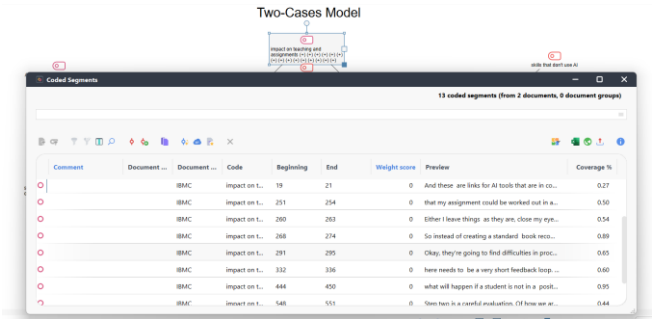 Two-Cases Model
impact on teaching and
assignments (+) (+) (+) (+) (+) (+)
(+) (+) (+) (+) (+) (+) (+)
skills that don't use AI
Coded Segments
13 coded segments (from 2 documents, 0 document groups)
Comment Document ... Document ... Code Beginning End Weight score Preview Coverage %
IBMC impact on t... 19 21 0 And these are links for AI tools that are in co... 0.27
IBMC impact on t... 251 254 0 that my assignment could be worked out in a... 0.50
IBMC impact on t... 260 263 0 Either I leave things as they are, close my eye... 0.54
IBMC impact on t... 268 274 0 So instead of creating a standard book reco... 0.89
IBMC impact on t... 291 295 0 Okay, they're going to find difficulties in proc... 0.65
IBMC impact on t... 332 336 0 here needs to be a very short feedback loop. ... 0.60
IBMC impact on t... 444 450 0 what will happen if a student is not in a posit... 0.95
IBMC impact on t... 548 551 0 Step two is a careful evaluation. Of how we ar... 0.44